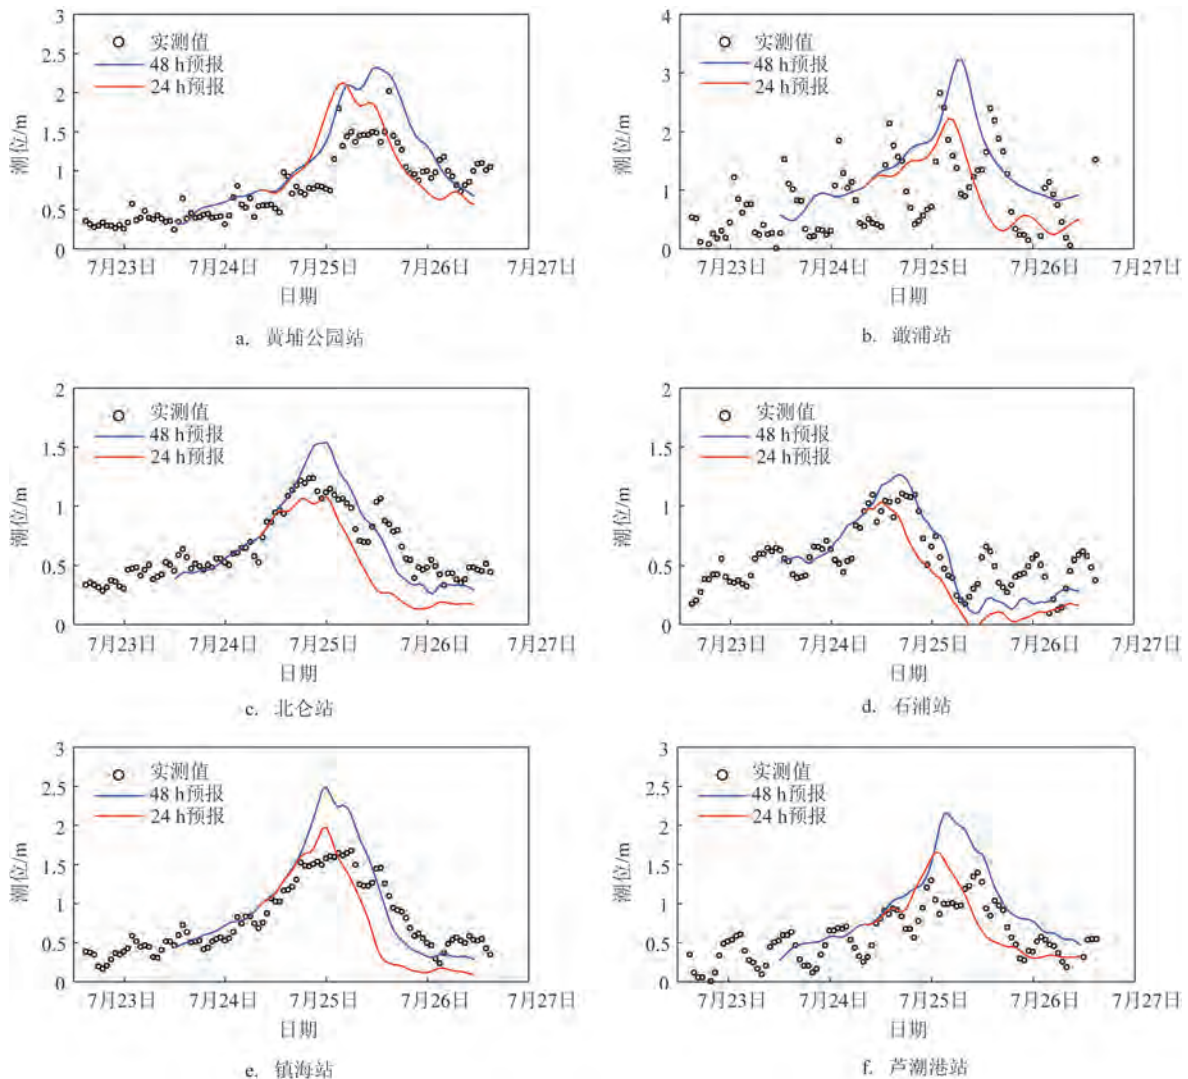 3
2.5
2
1.5
1
0.5
0
潮位/m
实测值
48 h预报
24 h预报
7月23日 7月24日 7月25日 7月26日 7月27日
日期
a. 黄埔公园站
4
3
2
1
0
潮位/m
实测值
48 h预报
24 h预报
7月23日 7月24日 7月25日 7月26日 7月27日
日期
b. 澉浦站
2
1.5
1
0.5
0
潮位/m
实测值
48 h预报
24 h预报
7月23日 7月24日 7月25日 7月26日 7月27日
日期
c. 北仑站
2
1.5
1
0.5
0
潮位/m
实测值
48 h预报
24 h预报
7月23日 7月24日 7月25日 7月26日 7月27日
日期
d. 石浦站
3
2.5
2
1.5
1
0.5
0
潮位/m
实测值
48 h预报
24 h预报
7月23日 7月24日 7月25日 7月26日 7月27日
日期
e. 镇海站
3
2.5
2
1.5
1
0.5
0
潮位/m
实测值
48 h预报
24 h预报
7月23日 7月24日 7月25日 7月26日 7月27日
日期
f. 芦潮港站